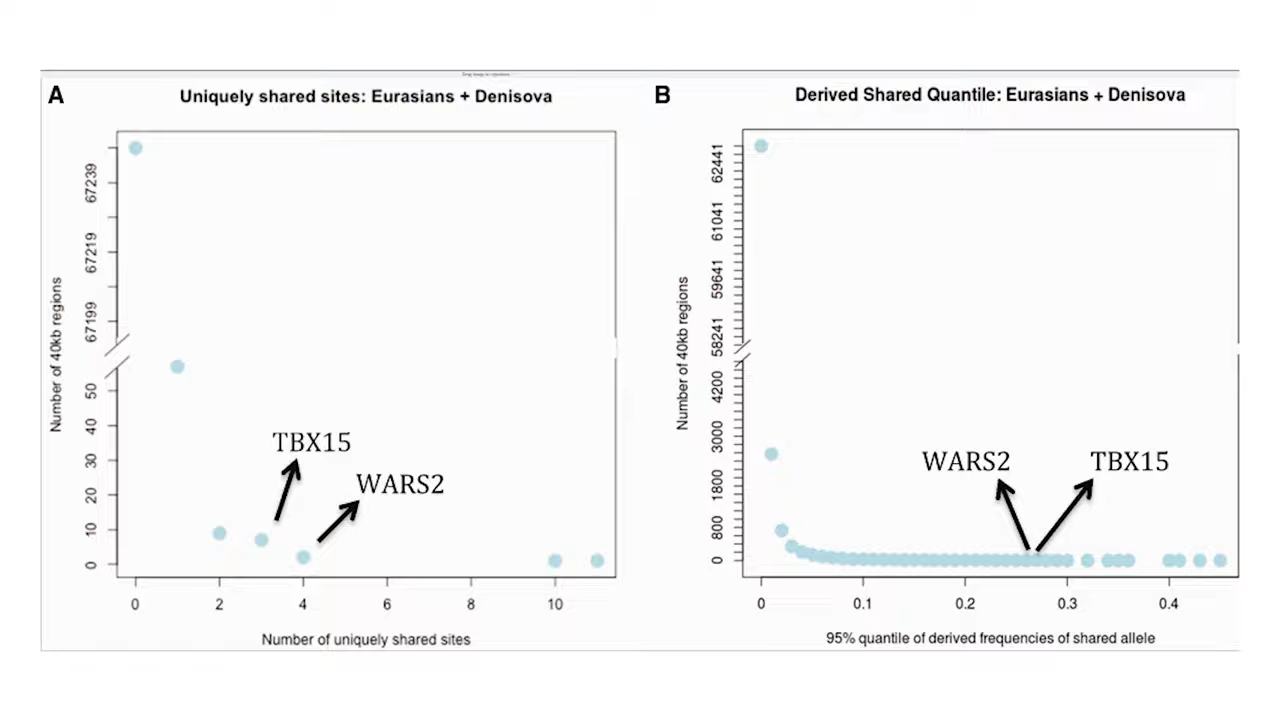 A
Uniquely shared sites: Eurasians + Denisova
Number of 40kb regions
67239
67219
67199
50
40
30
20
10
0
TBX15
WARS2
0 2 4 6 8 10
Number of uniquely shared sites
B
Derived Shared Quantile: Eurasians + Denisova
Number of 40kb regions
62441
61041
59641
58241
4200
3000
1800
800
0
WARS2 TBX15
0 0.1 0.2 0.3 0.4
95% quantile of derived frequencies of shared allele